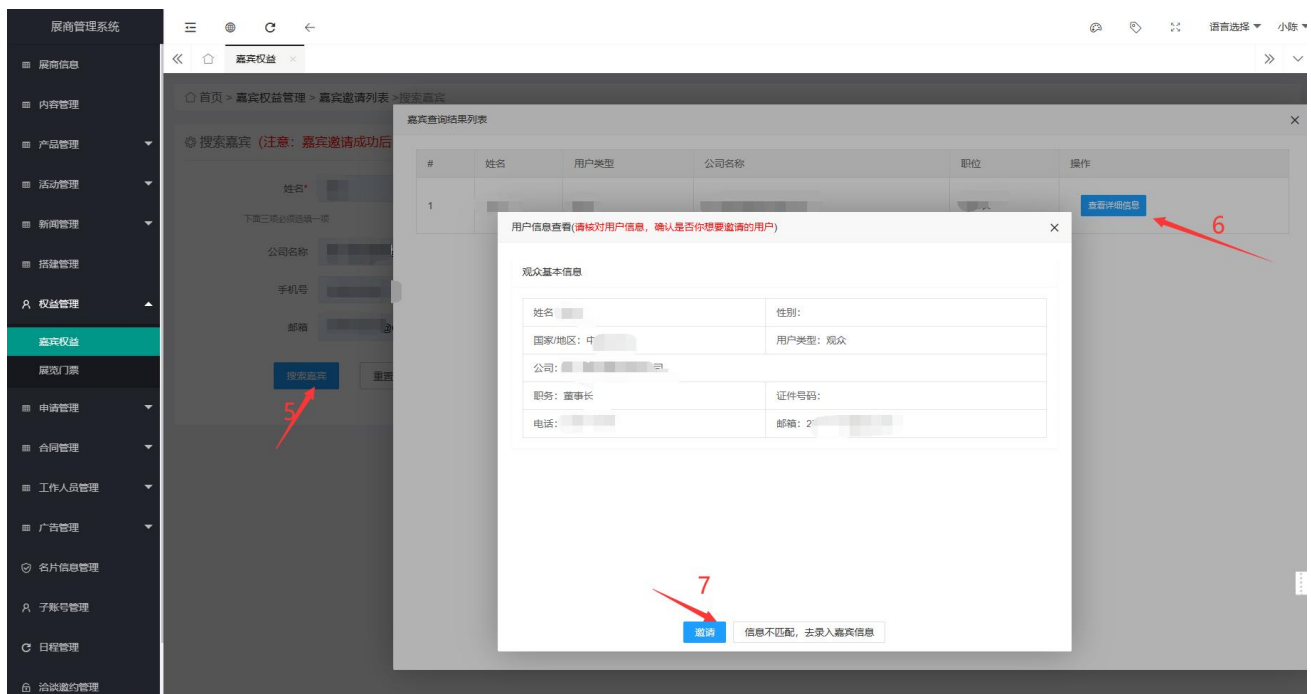 展商管理系统
语言选择
小陈
嘉宾权益
展商信息
内容管理
产品管理
活动管理
新闻管理
搭建管理
权益管理
嘉宾权益
展览门票
申请管理
合同管理
工作人员管理
广告管理
名片信息管理
子账号管理
日程管理
洽谈邀约管理
首页 > 嘉宾权益管理 > 嘉宾邀请列表 >搜索嘉宾
搜索嘉宾 (注意: 嘉宾邀请成功后
姓名*
下面三项必须选填一项
公司名称
手机号
邮箱
搜索嘉宾
重置
5
嘉宾查询结果列表
# 姓名 用户类型 公司名称 职位 操作
1 查看详细信息
6
用户信息查看(请核对用户信息, 确认是否你想要邀请的用户)
观众基本信息
姓名 性别:
国家/地区: 中 用户类型: 观众
公司: 司
职务: 董事长 证件号码:
电话: 邮箱: 2
7
邀请 信息不匹配, 去录入嘉宾信息